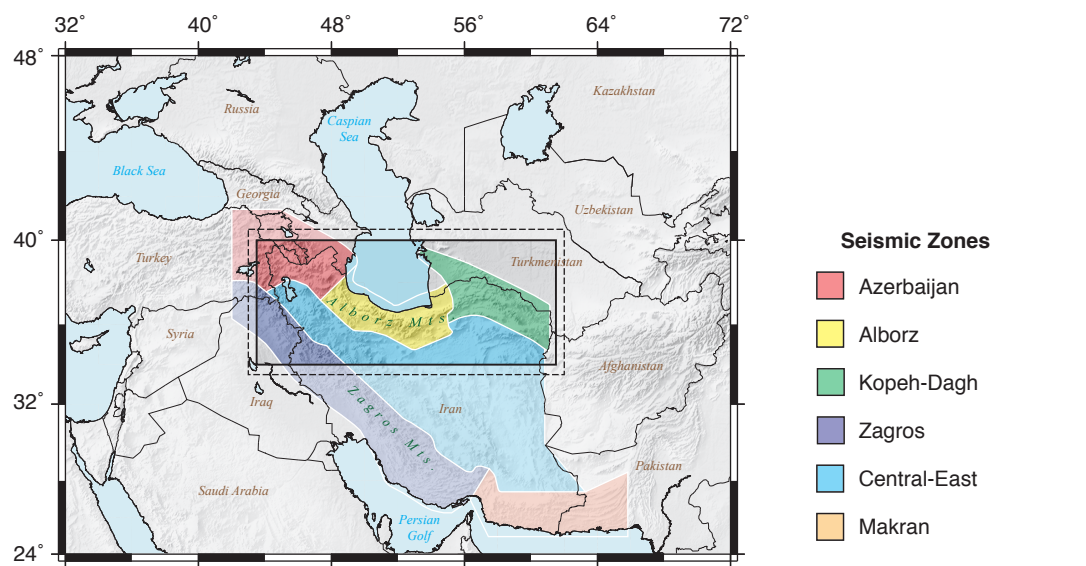 32° 40° 48° 56° 64° 72°
48°
40°
32°
24°
Kazakhstan
Russia
Caspian
Sea
Black Sea
Georgia
Uzbekistan
Turkey
Turkmenistan
Alborz Mts
Syria
Afghanistan
Iraq
Zagros Mts
Iran
Pakistan
Saudi Arabia
Persian
Golf
Seismic Zones
Azerbaijan
Alborz
Kopeh-Dagh
Zagros
Central-East
Makran